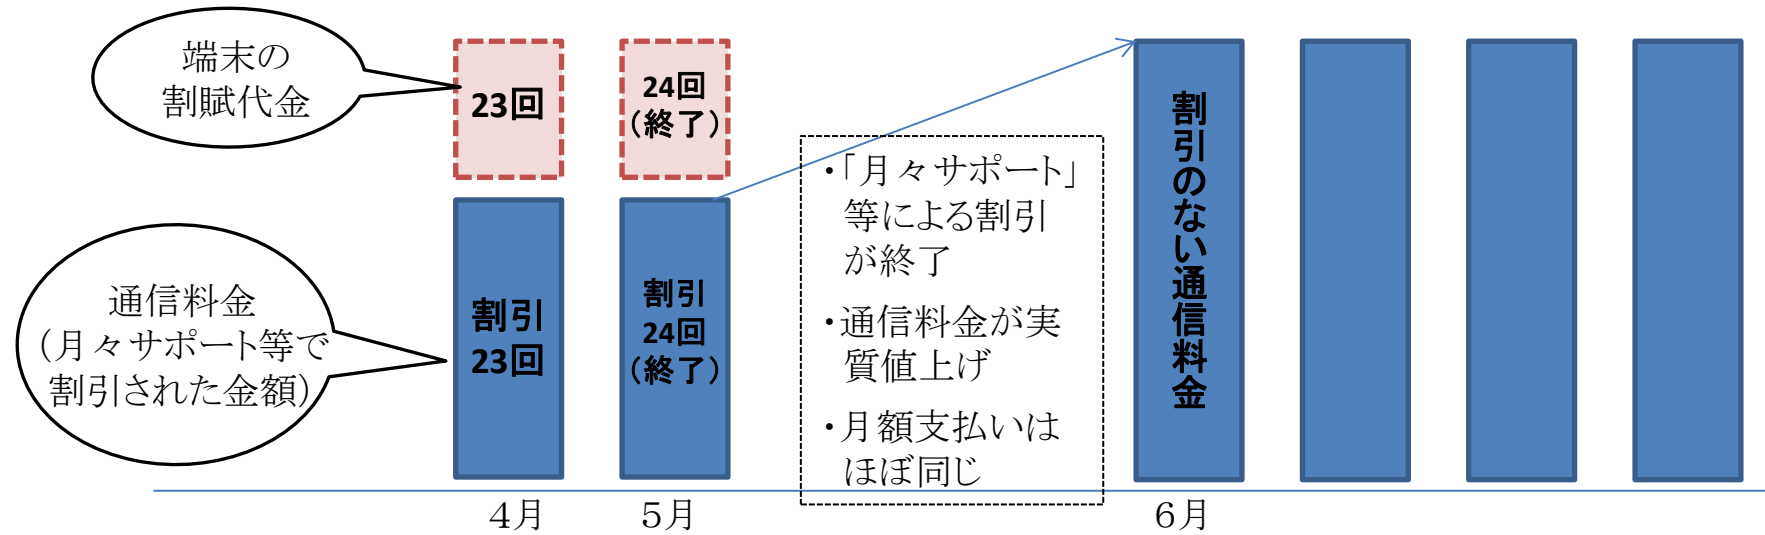 端末の
割賦代金
23回
24回
（終了）
通信料金
（月々サポート等で
割引された金額）
割引
23回
割引
24回
（終了）
・「月々サポート」
等による割引
が終了
・通信料金が実
質値上げ
・月額支払いは
ほぼ同じ
割引のない通信料金
４月
５月
６月